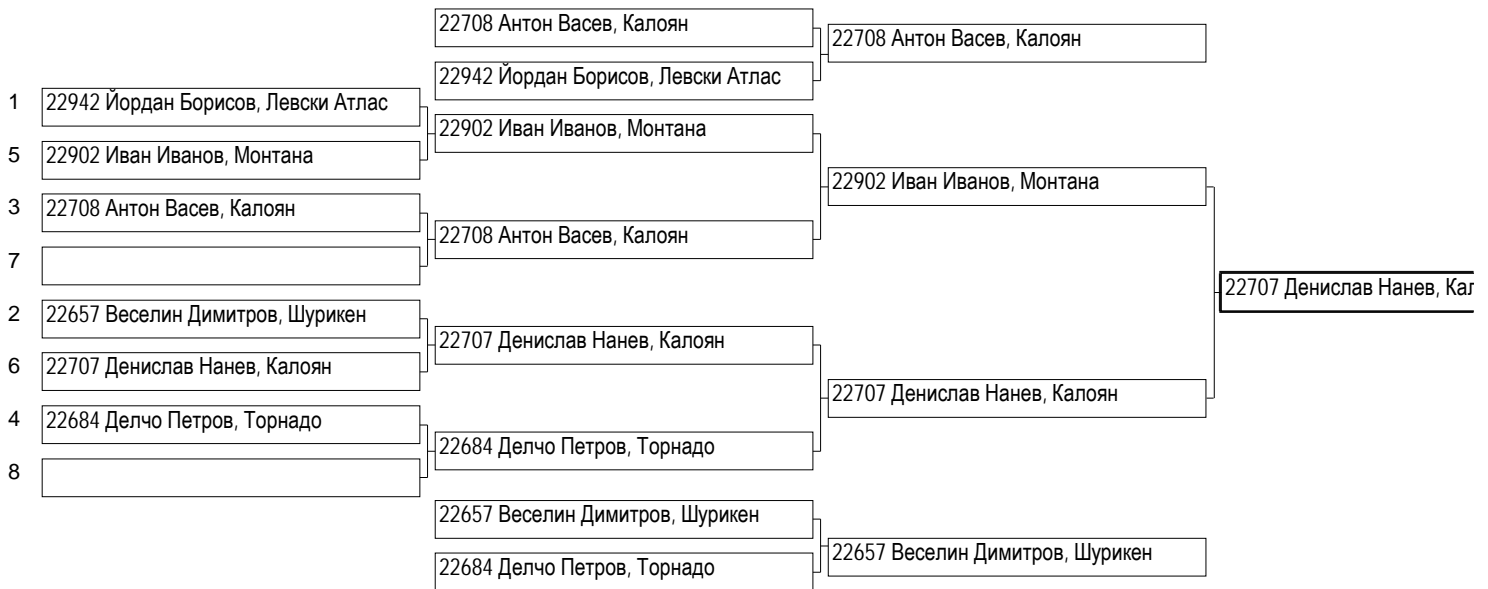 22708 Антон Васев, Калоян
22708 Антон Васев, Калоян
22942 Йордан Борисов, Левски Атлас
1 22942 Йордан Борисов, Левски Атлас
22902 Иван Иванов, Монтана
5 22902 Иван Иванов, Монтана
22902 Иван Иванов, Монтана
3 22708 Антон Васев, Калоян
22708 Антон Васев, Калоян
7
22707 Денислав Нанев, Кал
2 22657 Веселин Димитров, Шурикен
22707 Денислав Нанев, Калоян
6 22707 Денислав Нанев, Калоян
22707 Денислав Нанев, Калоян
4 22684 Делчо Петров, Торнадо
22684 Делчо Петров, Торнадо
8
22657 Веселин Димитров, Шурикен
22657 Веселин Димитров, Шурикен
22684 Делчо Петров, Торнадо